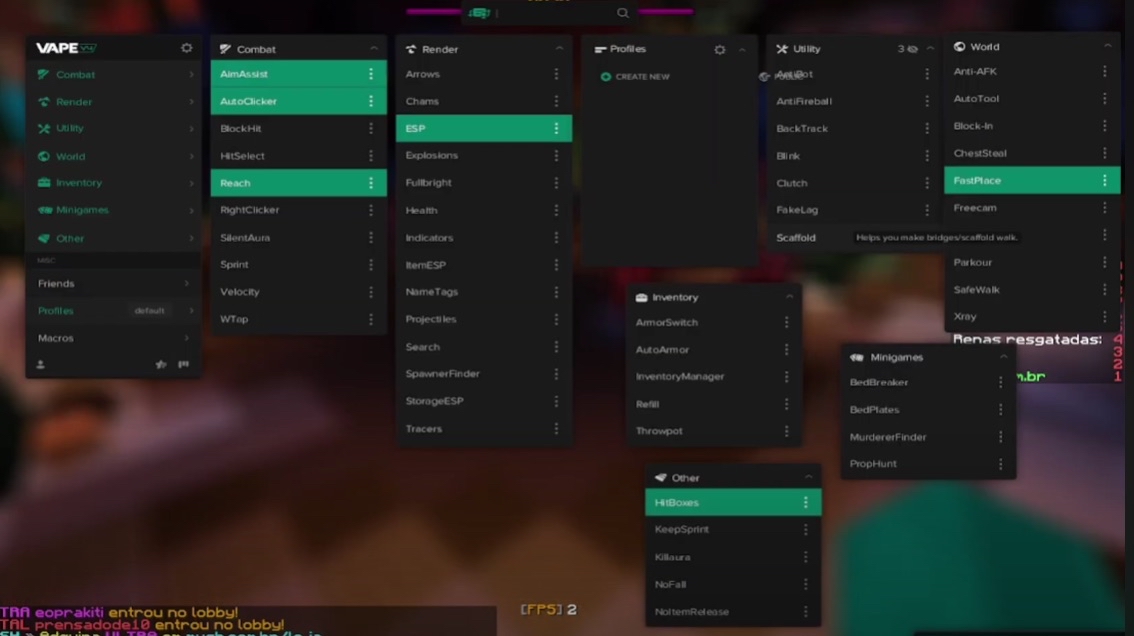 VAPE V4
Combat
Render
Utility
World
Inventory
Minigames
Other
MISC
Friends
Profiles default
Macros
Combat
AimAssist
AutoClicker
BlockHit
HitSelect
Reach
RightClicker
SilentAura
Sprint
Velocity
WTap
Render
Arrows
Chams
ESP
Explosions
Fullbright
Health
Indicators
ItemESP
NameTags
Projectiles
Search
SpawnerFinder
StorageESP
Tracers
Profiles
CREATE NEW
Utility 3
AntiBot
AntiFireball
BackTrack
Blink
Clutch
FakeLag
Scaffold
Helps you make bridges/scaffold walk.
World
Anti-AFK
AutoTool
Block-In
ChestSteal
FastPlace
Freecam
Parkour
SafeWalk
Xray
Inventory
ArmorSwitch
AutoArmor
InventoryManager
Refill
Throwpot
Minigames
BedBreaker
BedPlates
MurdererFinder
PropHunt
Other
HitBoxes
KeepSprint
Killaura
NoFall
NoItemRelease
Renas resgatadas: 4
3
2
m.br 1
[FPS] 2
eoprakiti entrou no lobby!
prensadode10 entrou no lobby!